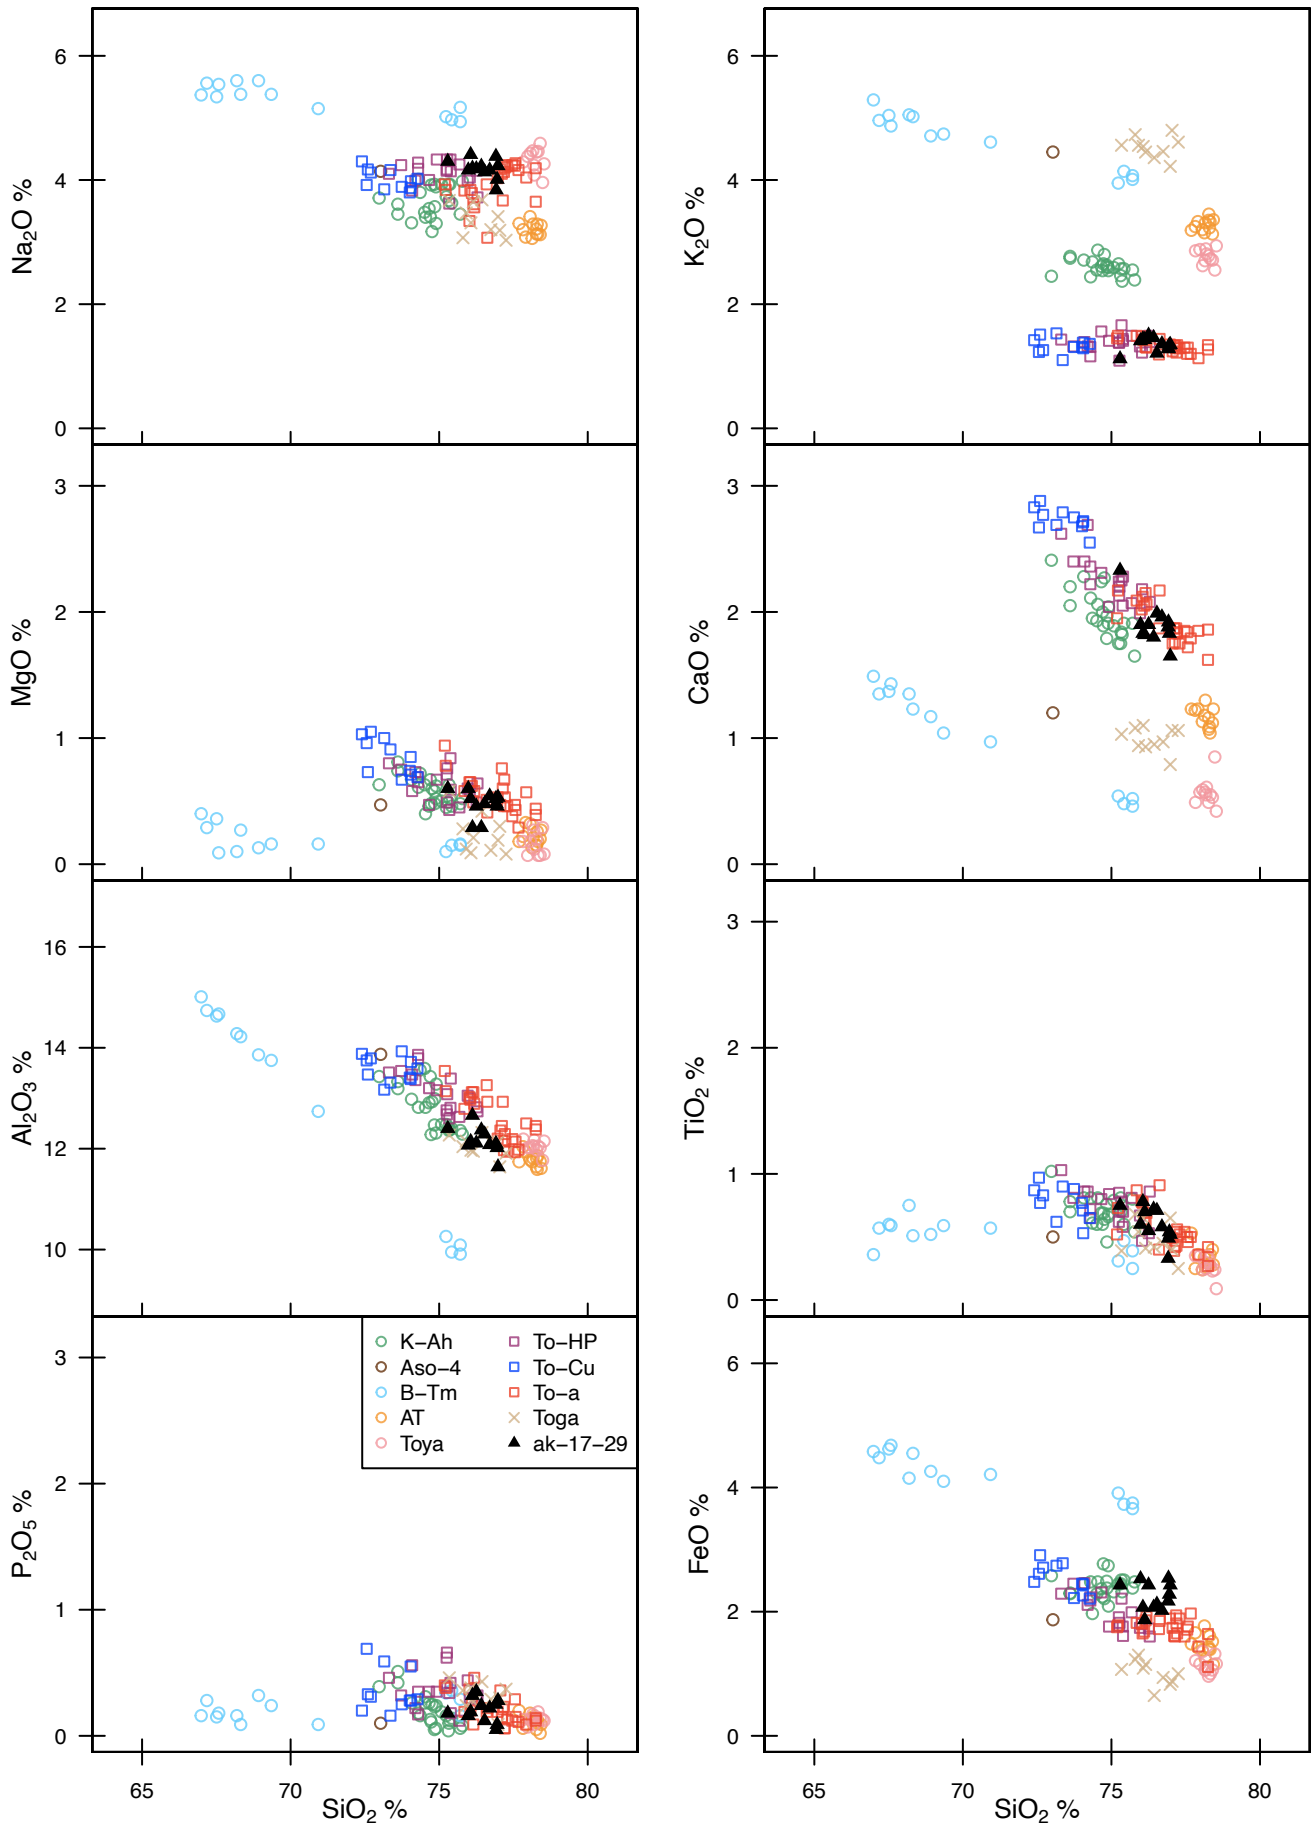 6
4
2
0
Na₂O %
6
4
2
0
K₂O %
3
2
1
0
MgO %
3
2
1
0
CaO %
16
14
12
10
Al₂O₃ %
3
2
1
0
TiO₂ %
3
2
1
0
P₂O₅ %
K−Ah
Aso−4
B−Tm
AT
Toya
To−HP
To−Cu
To−a
Toga
ak−17−29
6
4
2
0
FeO %
65 70 75 80
SiO₂ %
65 70 75 80
SiO₂ %